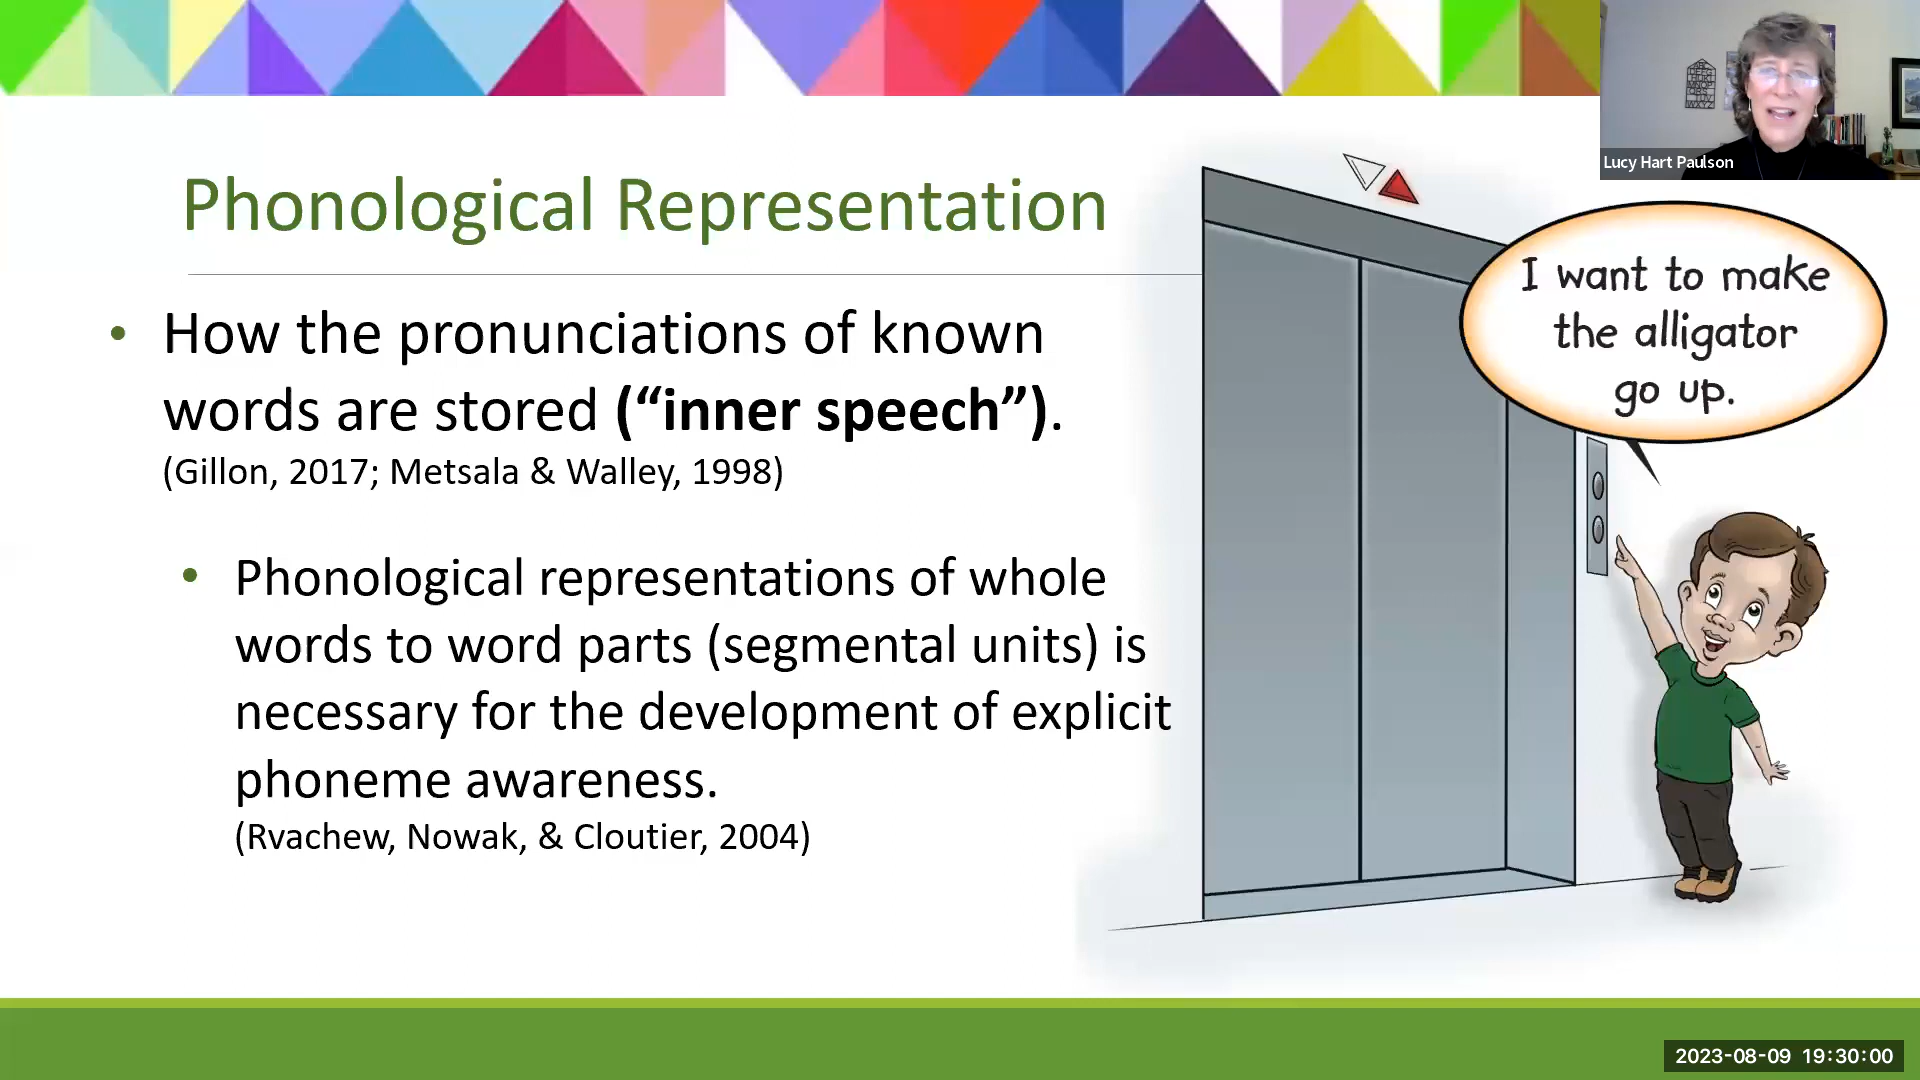 Lucy Hart Paulson
Phonological Representation
• How the pronunciations of known
words are stored (“inner speech”).
(Gillon, 2017; Metsala & Walley, 1998)
• Phonological representations of whole
words to word parts (segmental units) is
necessary for the development of explicit
phoneme awareness.
(Rvachew, Nowak, & Cloutier, 2004)
I want to make
the alligator
go up.
2023-08-09 19:30:00